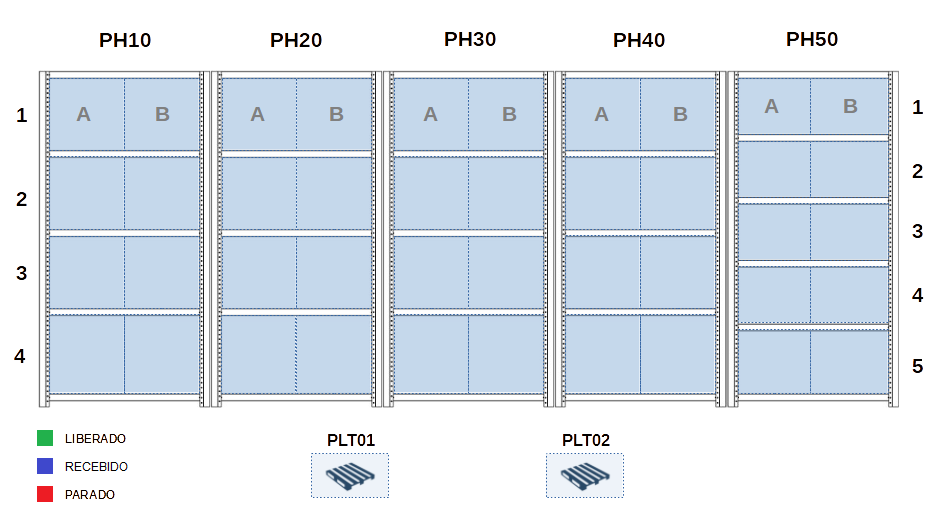 PH10 PH20 PH30 PH40 PH50
1 A B A B A B A B A B 1
2 2
3 3
4 4
5
LIBERADO
RECEBIDO
PARADO
PLT01 PLT02